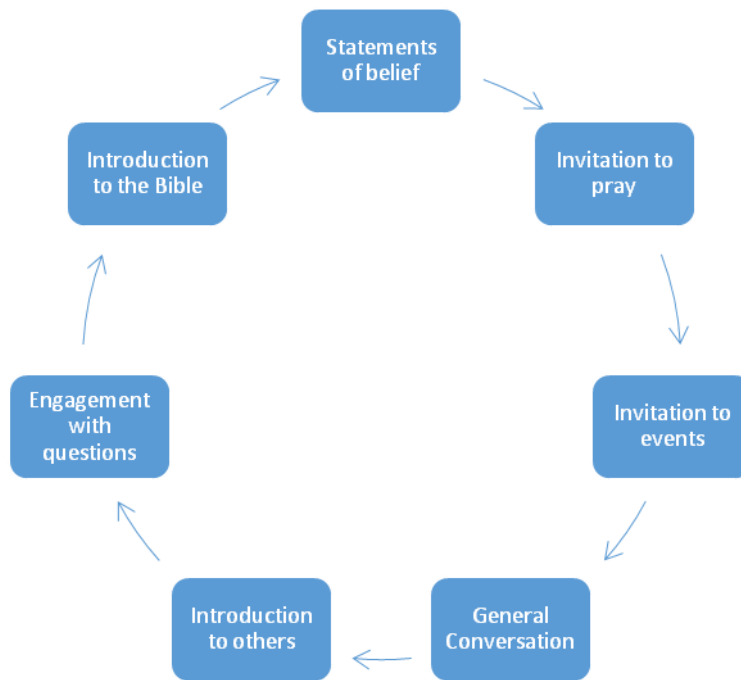 Statements
of belief
Invitation to
pray
Invitation to
events
General
Conversation
Introduction
to others
Engagement
with
questions
Introduction
to the Bible